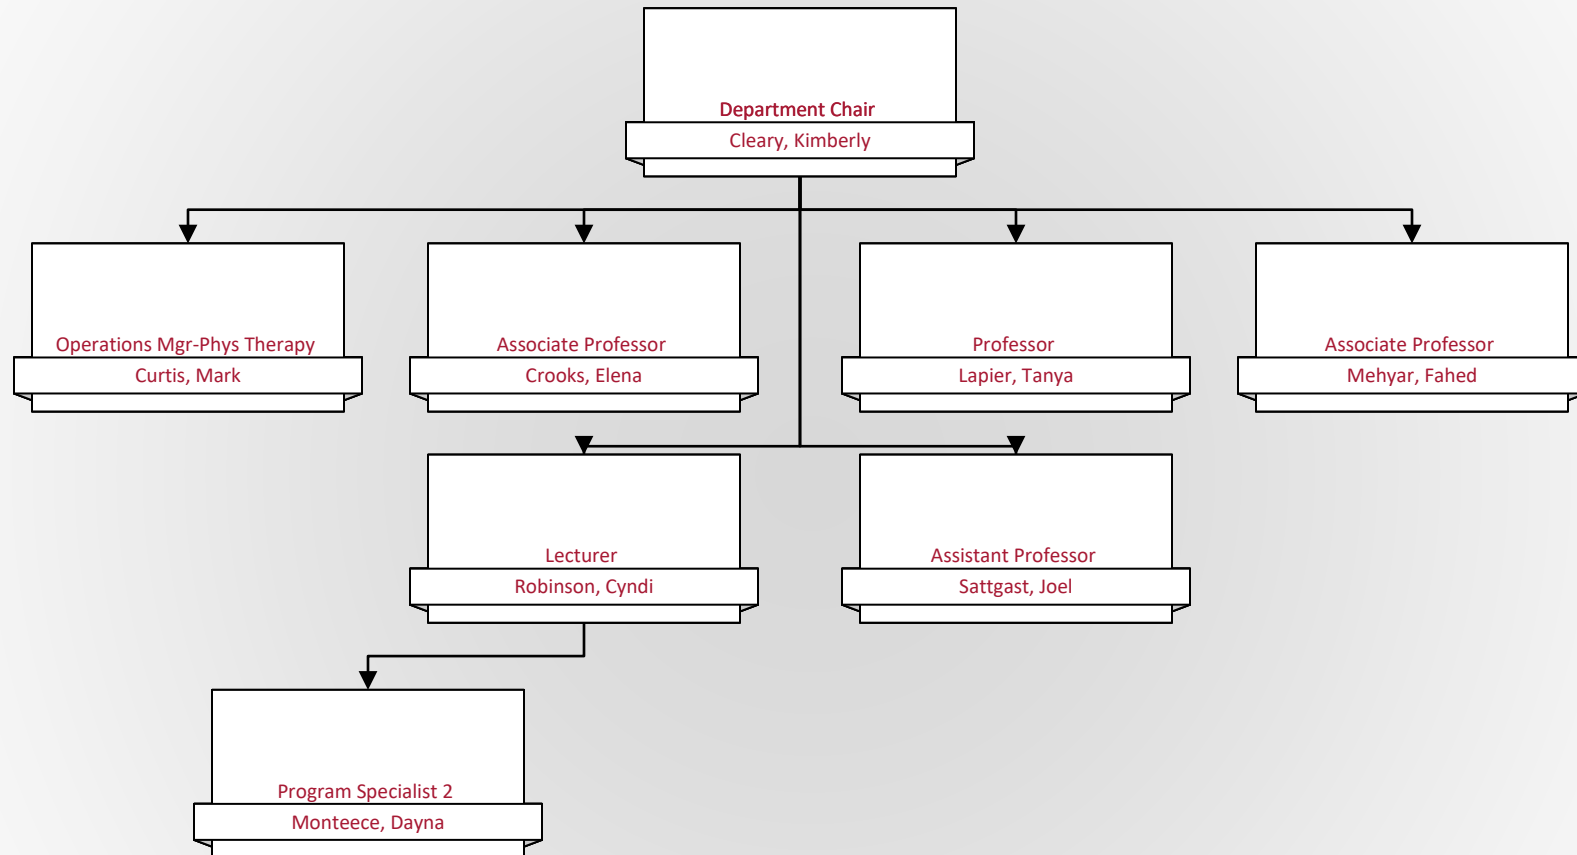 Department Chair
Cleary, Kimberly
Operations Mgr-Phys Therapy
Curtis, Mark
Associate Professor
Crooks, Elena
Professor
Lapier, Tanya
Associate Professor
Mehyar, Fahed
Lecturer
Robinson, Cyndi
Assistant Professor
Sattgast, Joel
Program Specialist 2
Monteece, Dayna